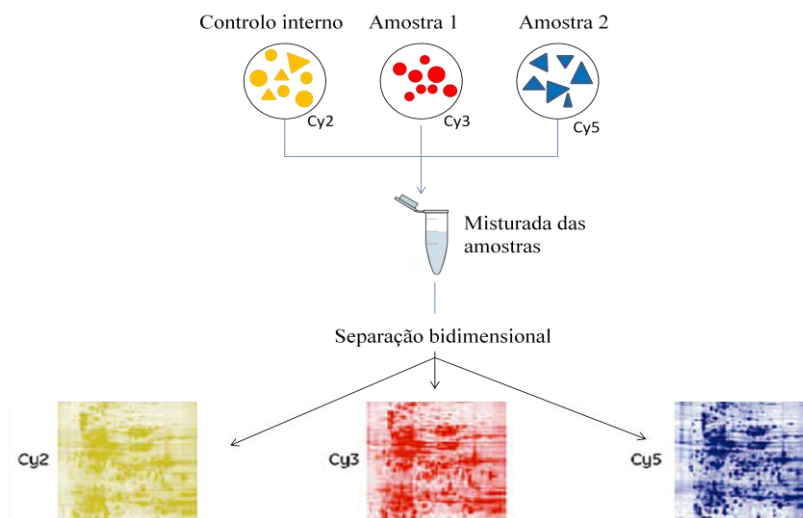 Controlo interno
Amostra 1
Amostra 2
Cy2
Cy3
Cy5
Misturada das
amostras
Separação bidimensional
Cy2
Cy3
Cy5